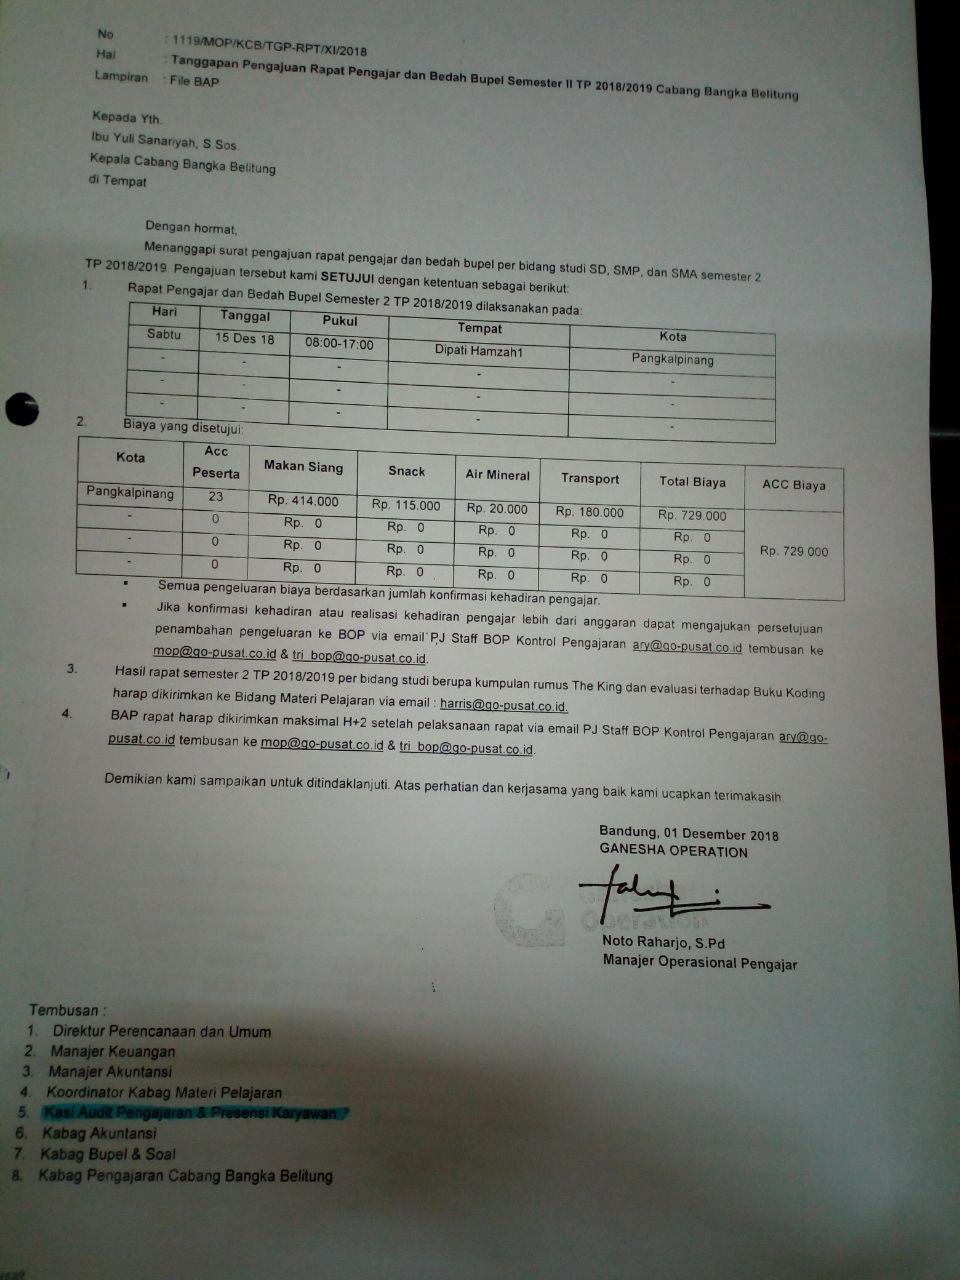 No : 1119/MOP/KCB/TGP-RPT/XI/2018
Hal : Tanggapan Pengajuan Rapat Pengajar dan Bedah Bupel Semester II TP 2018/2019 Cabang Bangka Belitung
Lampiran : File BAP
Kepada Yth.
Ibu Yuli Sanariyah, S.Sos.
Kepala Cabang Bangka Belitung
di Tempat
Dengan hormat,
Menanggapi surat pengajuan rapat pengajar dan bedah bupel per bidang studi SD, SMP, dan SMA semester 2
TP 2018/2019. Pengajuan tersebut kami SETUJUI dengan ketentuan sebagai berikut:
1. Rapat Pengajar dan Bedah Bupel Semester 2 TP 2018/2019 dilaksanakan pada:
Hari Tanggal Pukul Tempat Kota
Sabtu 15 Des 18 08:00-17:00 Dipati Hamzah1 Pangkalpinang
- - - - -
- - - - -
- - - - -
2. Biaya yang disetujui:
Kota Acc Peserta Makan Siang Snack Air Mineral Transport Total Biaya ACC Biaya
Pangkalpinang 23 Rp. 414.000 Rp. 115.000 Rp. 20.000 Rp. 180.000 Rp. 729.000 Rp. 729.000
- 0 Rp. 0 Rp. 0 Rp. 0 Rp. 0 Rp. 0
- 0 Rp. 0 Rp. 0 Rp. 0 Rp. 0 Rp. 0
- 0 Rp. 0 Rp. 0 Rp. 0 Rp. 0 Rp. 0
▪ Semua pengeluaran biaya berdasarkan jumlah konfirmasi kehadiran pengajar.
▪ Jika konfirmasi kehadiran atau realisasi kehadiran pengajar lebih dari anggaran dapat mengajukan persetujuan
penambahan pengeluaran ke BOP via email PJ Staff BOP Kontrol Pengajaran ary@go-pusat.co.id tembusan ke
mop@go-pusat.co.id & tri_bop@go-pusat.co.id.
3. Hasil rapat semester 2 TP 2018/2019 per bidang studi berupa kumpulan rumus The King dan evaluasi terhadap Buku Koding
harap dikirimkan ke Bidang Materi Pelajaran via email : harris@go-pusat.co.id.
4. BAP rapat harap dikirimkan maksimal H+2 setelah pelaksanaan rapat via email PJ Staff BOP Kontrol Pengajaran ary@go-
pusat.co.id tembusan ke mop@go-pusat.co.id & tri_bop@go-pusat.co.id.
Demikian kami sampaikan untuk ditindaklanjuti. Atas perhatian dan kerjasama yang baik kami ucapkan terimakasih.
Bandung, 01 Desember 2018
GANESHA OPERATION
Noto Raharjo, S.Pd
Manajer Operasional Pengajar
Tembusan :
1. Direktur Perencanaan dan Umum
2. Manajer Keuangan
3. Manajer Akuntansi
4. Koordinator Kabag Materi Pelajaran
5. Kasi Audit Pengajaran & Presensi Karyawan
6. Kabag Akuntansi
7. Kabag Bupel & Soal
8. Kabag Pengajaran Cabang Bangka Belitung